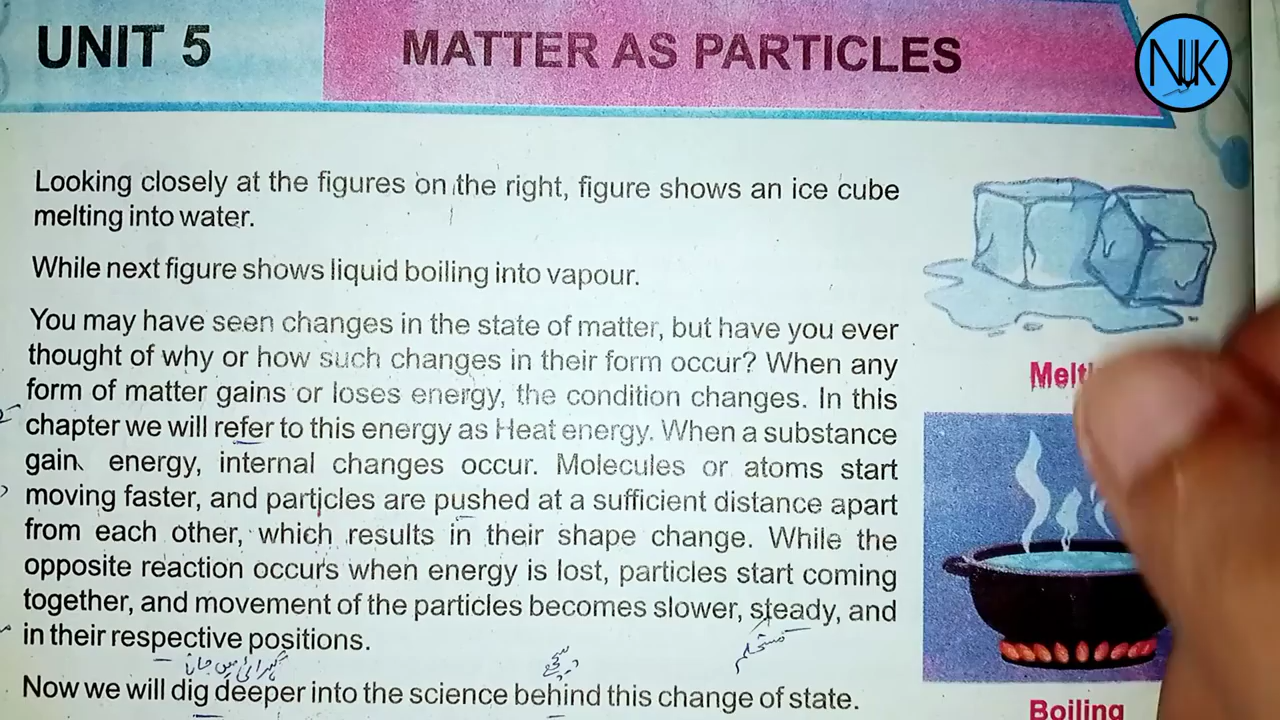 UNIT 5
MATTER AS PARTICLES
NJK
Looking closely at the figures on the right, figure shows an ice cube
melting into water.
While next figure shows liquid boiling into vapour.
You may have seen changes in the state of matter, but have you ever
thought of why or how such changes in their form occur? When any
form of matter gains or loses energy, the condition changes. In this
chapter we will refer to this energy as Heat energy. When a substance
gain energy, internal changes occur. Molecules or atoms start
moving faster, and particles are pushed at a sufficient distance apart
from each other, which results in their shape change. While the
opposite reaction occurs when energy is lost, particles start coming
together, and movement of the particles becomes slower, steady, and
in their respective positions.
مستحکم
گہرائی میں جانا
پیچھے
Now we will dig deeper into the science behind this change of state.
Melti
Boiling